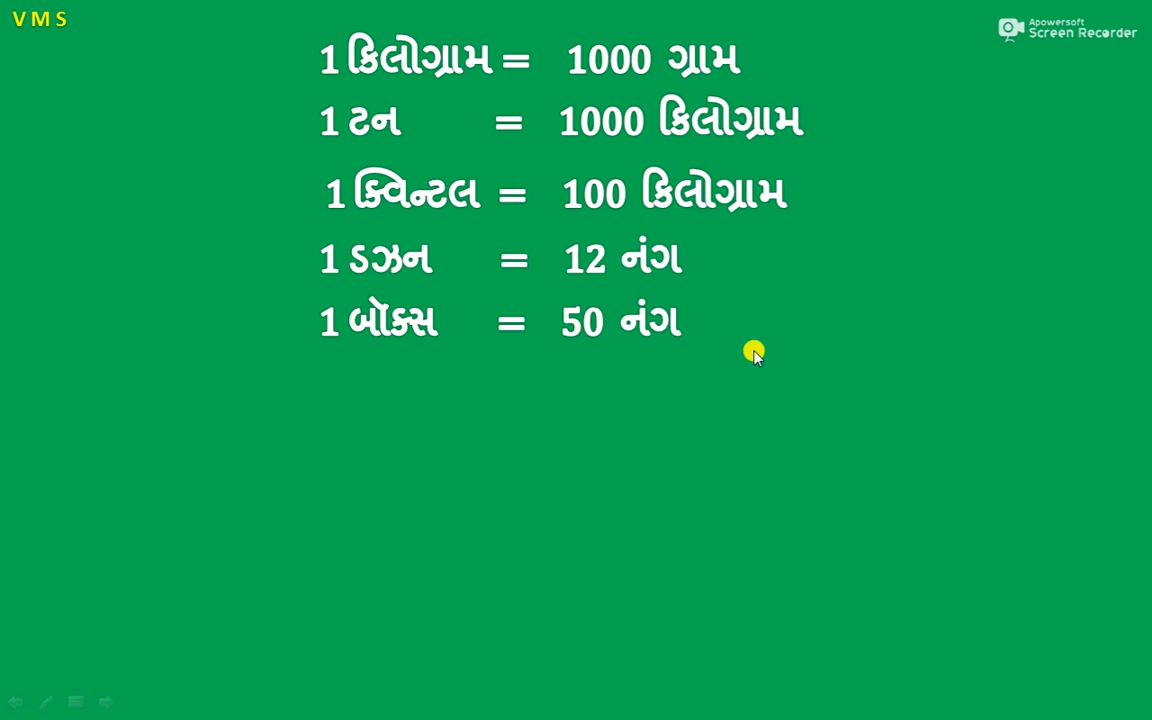 V M S
Apowersoft
Screen Recorder
1 કિલોગ્રામ = 1000 ગ્રામ
1 ટન = 1000 કિલોગ્રામ
1 ક્વિન્ટલ = 100 કિલોગ્રામ
1 ડઝન = 12 નંગ
1 બૉક્સ = 50 નંગ